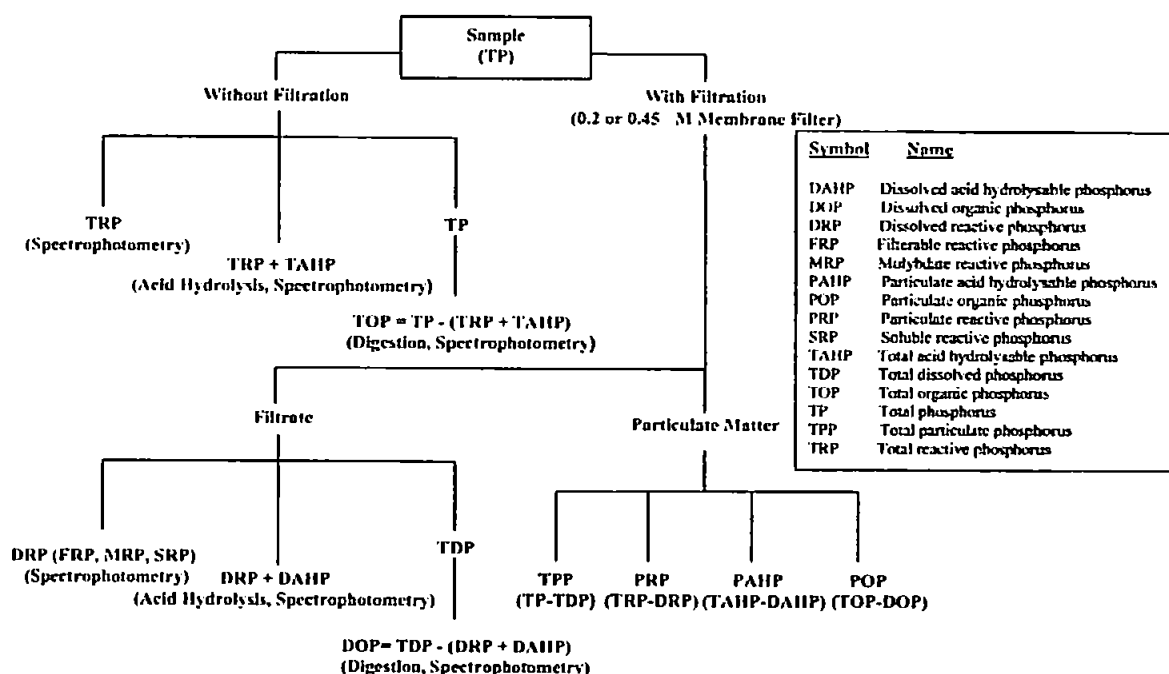 Sample
(TP)
Without Filtration
With Filtration
(0.2 or 0.45 M Membrane Filter)
TRP
(Spectrophotometry)
TRP + TAHP
(Acid Hydrolysis, Spectrophotometry)
TP
TOP = TP - (TRP + TAHP)
(Digestion, Spectrophotometry)
Symbol Name
DAHP Dissolved acid hydrolysable phosphorus
DOP Dissolved organic phosphorus
DRP Dissolved reactive phosphorus
FRP Filterable reactive phosphorus
MRP Molybdate reactive phosphorus
PAHP Particulate acid hydrolysable phosphorus
POP Particulate organic phosphorus
PRP Particulate reactive phosphorus
SRP Soluble reactive phosphorus
TAHP Total acid hydrolysable phosphorus
TDP Total dissolved phosphorus
TOP Total organic phosphorus
TP Total phosphorus
TPP Total particulate phosphorus
TRP Total reactive phosphorus
Filtrate
Particulate Matter
DRP (FRP, MRP, SRP)
(Spectrophotometry)
DRP + DAHP
(Acid Hydrolysis, Spectrophotometry)
TDP
DOP= TDP - (DRP + DAHP)
(Digestion, Spectrophotometry)
TPP PRP PAHP POP
(TP-TDP) (TRP-DRP) (TAHP-DAHP) (TOP-DOP)